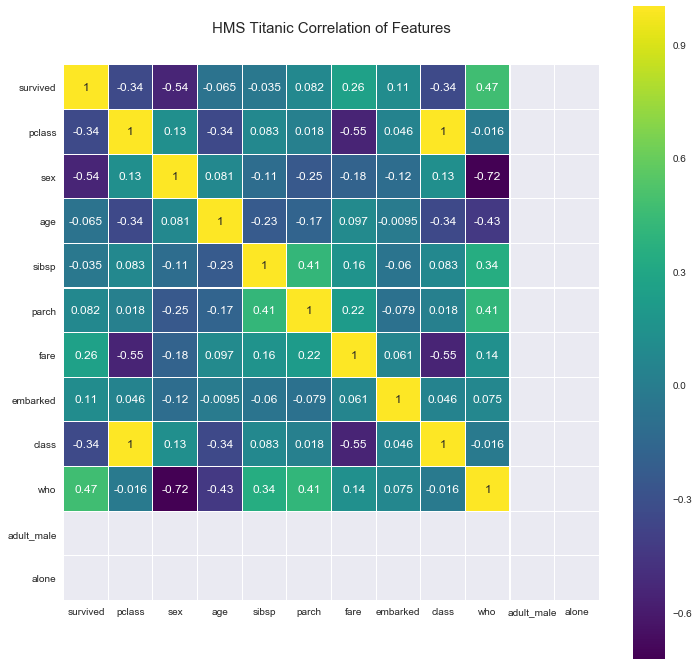 HMS Titanic Correlation of Features
survived 1 -0.34 -0.54 -0.065 -0.035 0.082 0.26 0.11 -0.34 0.47
pclass -0.34 1 0.13 -0.34 0.083 0.018 -0.55 0.046 1 -0.016
sex -0.54 0.13 1 0.081 -0.11 -0.25 -0.18 -0.12 0.13 -0.72
age -0.065 -0.34 0.081 1 -0.23 -0.17 0.097 -0.0095 -0.34 -0.43
sibsp -0.035 0.083 -0.11 -0.23 1 0.41 0.16 -0.06 0.083 0.34
parch 0.082 0.018 -0.25 -0.17 0.41 1 0.22 -0.079 0.018 0.41
fare 0.26 -0.55 -0.18 0.097 0.16 0.22 1 0.061 -0.55 0.14
embarked 0.11 0.046 -0.12 -0.0095 -0.06 -0.079 0.061 1 0.046 0.075
class -0.34 1 0.13 -0.34 0.083 0.018 -0.55 0.046 1 -0.016
who 0.47 -0.016 -0.72 -0.43 0.34 0.41 0.14 0.075 -0.016 1
adult_male
alone
survived pclass sex age sibsp parch fare embarked class who adult_male alone
0.9
0.6
0.3
0.0
−0.3
−0.6